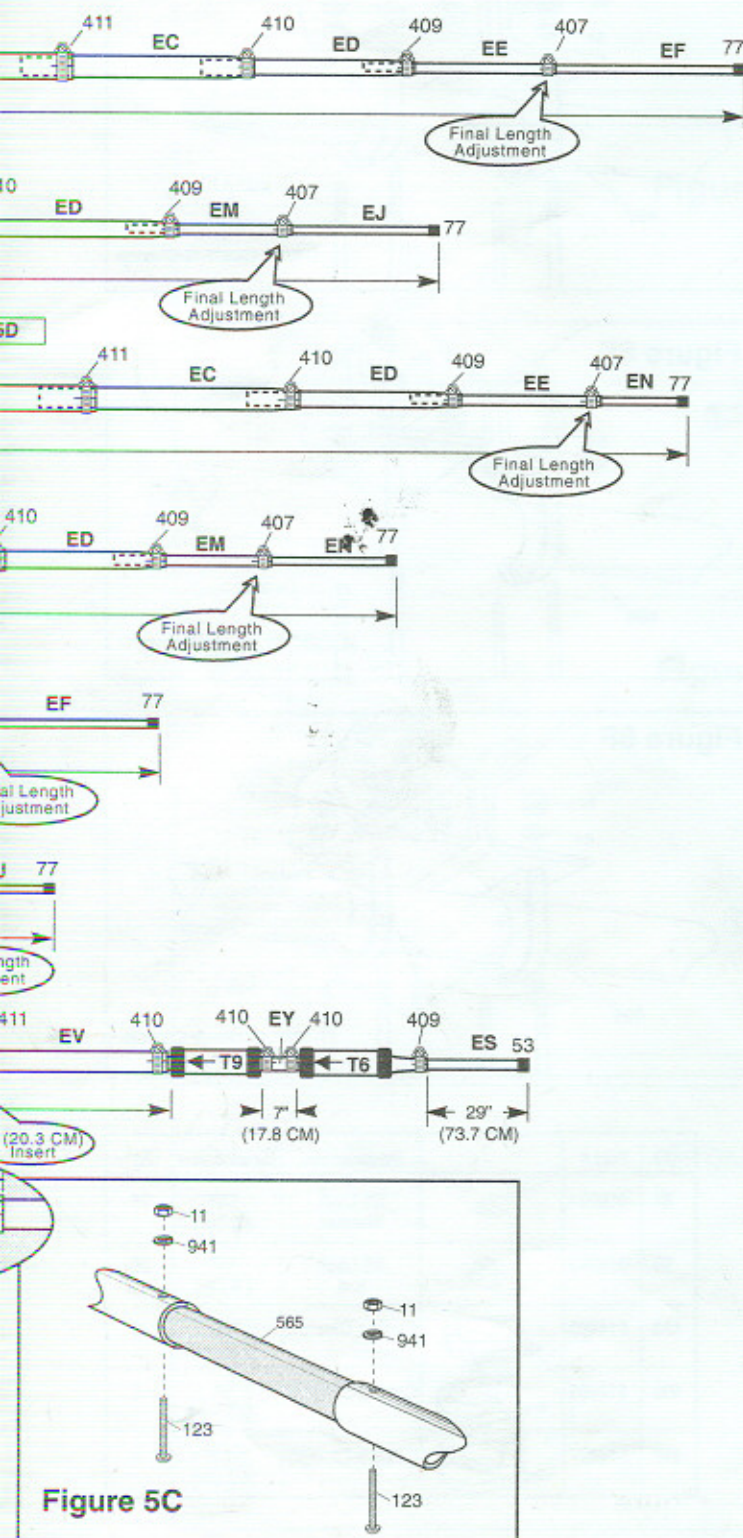 411 EC 410 ED 409 EE 407 EF 77
Final Length
Adjustment
10 409 407
ED EM EJ 77
Final Length
Adjustment
5D
411 EC 410 ED 409 EE 407 EN 77
Final Length
Adjustment
410 ED 409 EM 407 77
Final Length
Adjustment
EF 77
al Length
justment
J 77
ngth
ent
411 EV 410 410 EY 410 409 ES 53
T9 T6
7" 29"
(17.8 CM) (73.7 CM)
(20.3 CM)
Insert
11
941
565
11
941
123
123
Figure 5C